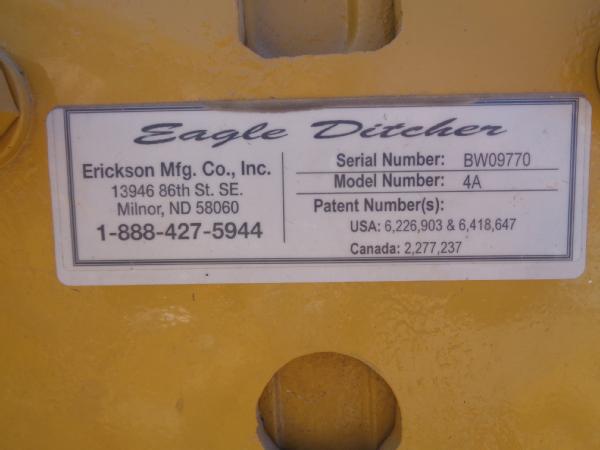 Eagle Ditcher
Erickson Mfg. Co., Inc.
13946 86th St. SE.
Milnor, ND 58060
1-888-427-5944
Serial Number: BW09770
Model Number: 4A
Patent Number(s):
USA: 6,226,903 & 6,418,647
Canada: 2,277,237